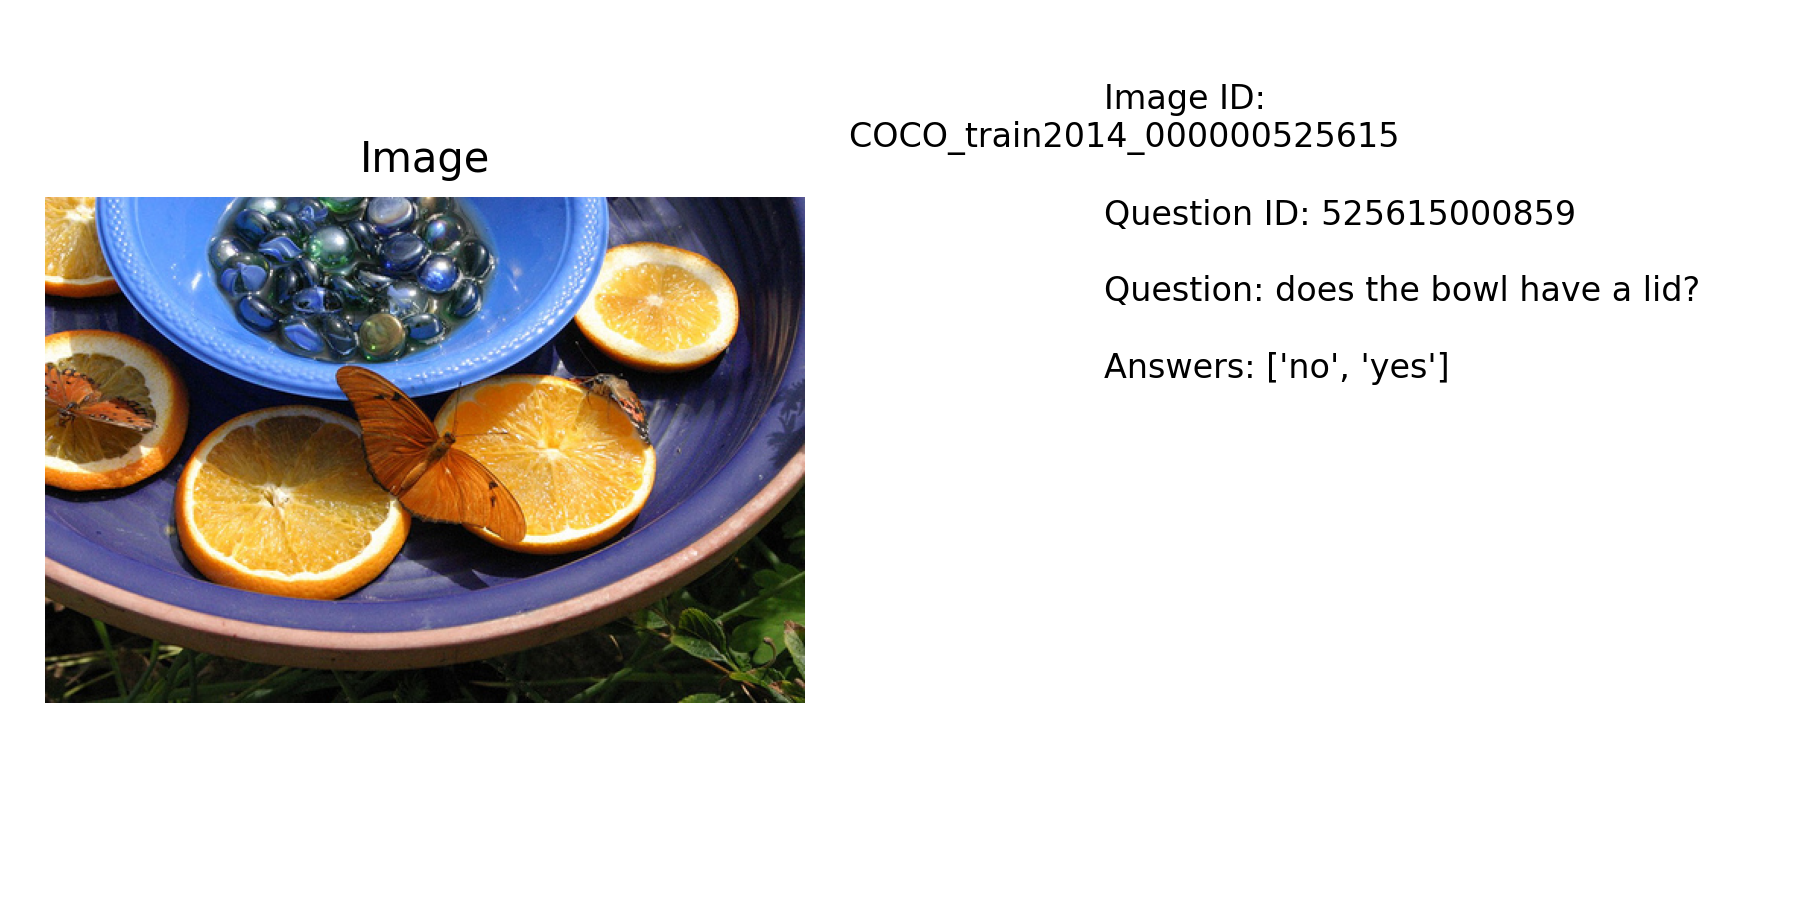 Image
Image ID:
COCO_train2014_000000525615
Question ID: 525615000859
Question: does the bowl have a lid?
Answers: ['no', 'yes']